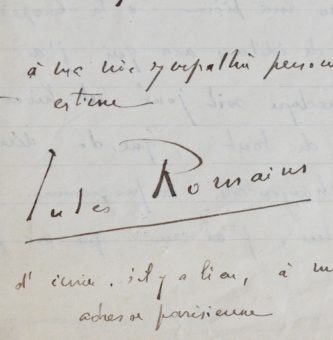 à ma vive sympathie person
estime
Jules Romains
d'écrire, s'il y a lieu, à m
adresse parisienne